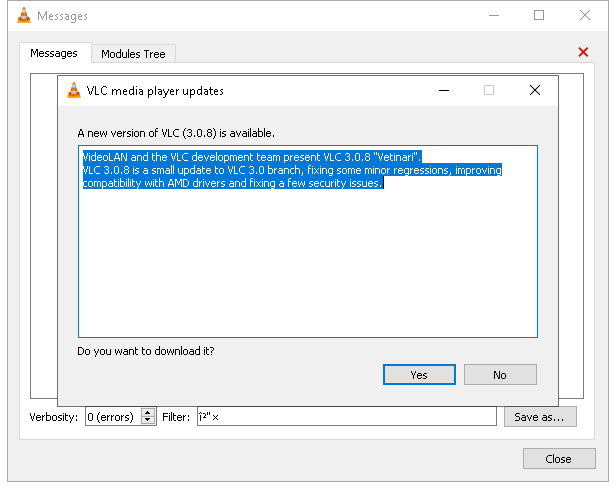 Messages
Messages
Modules Tree
VLC media player updates
A new version of VLC (3.0.8) is available.
VideoLAN and the VLC development team present VLC 3.0.8 "Vetinari".
VLC 3.0.8 is a small update to VLC 3.0 branch, fixing some minor regressions, improving
compatibility with AMD drivers and fixing a few security issues.
Do you want to download it?
Yes
No
Verbosity: 0 (errors) Filter: î²"× Save as...
Close